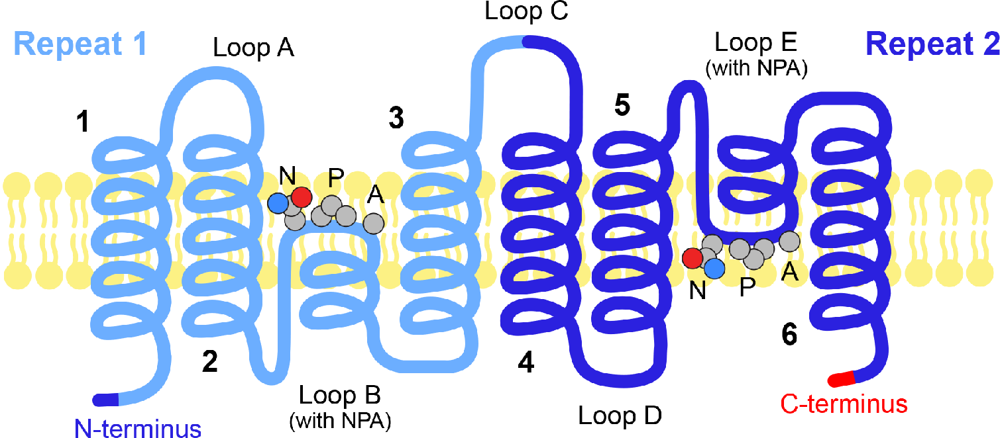 Loop C
Repeat 1
Loop A
Loop E
(with NPA)
Repeat 2
1
3
5
N P A
N P A
2
4
6
Loop B
(with NPA)
Loop D
N-terminus
C-terminus